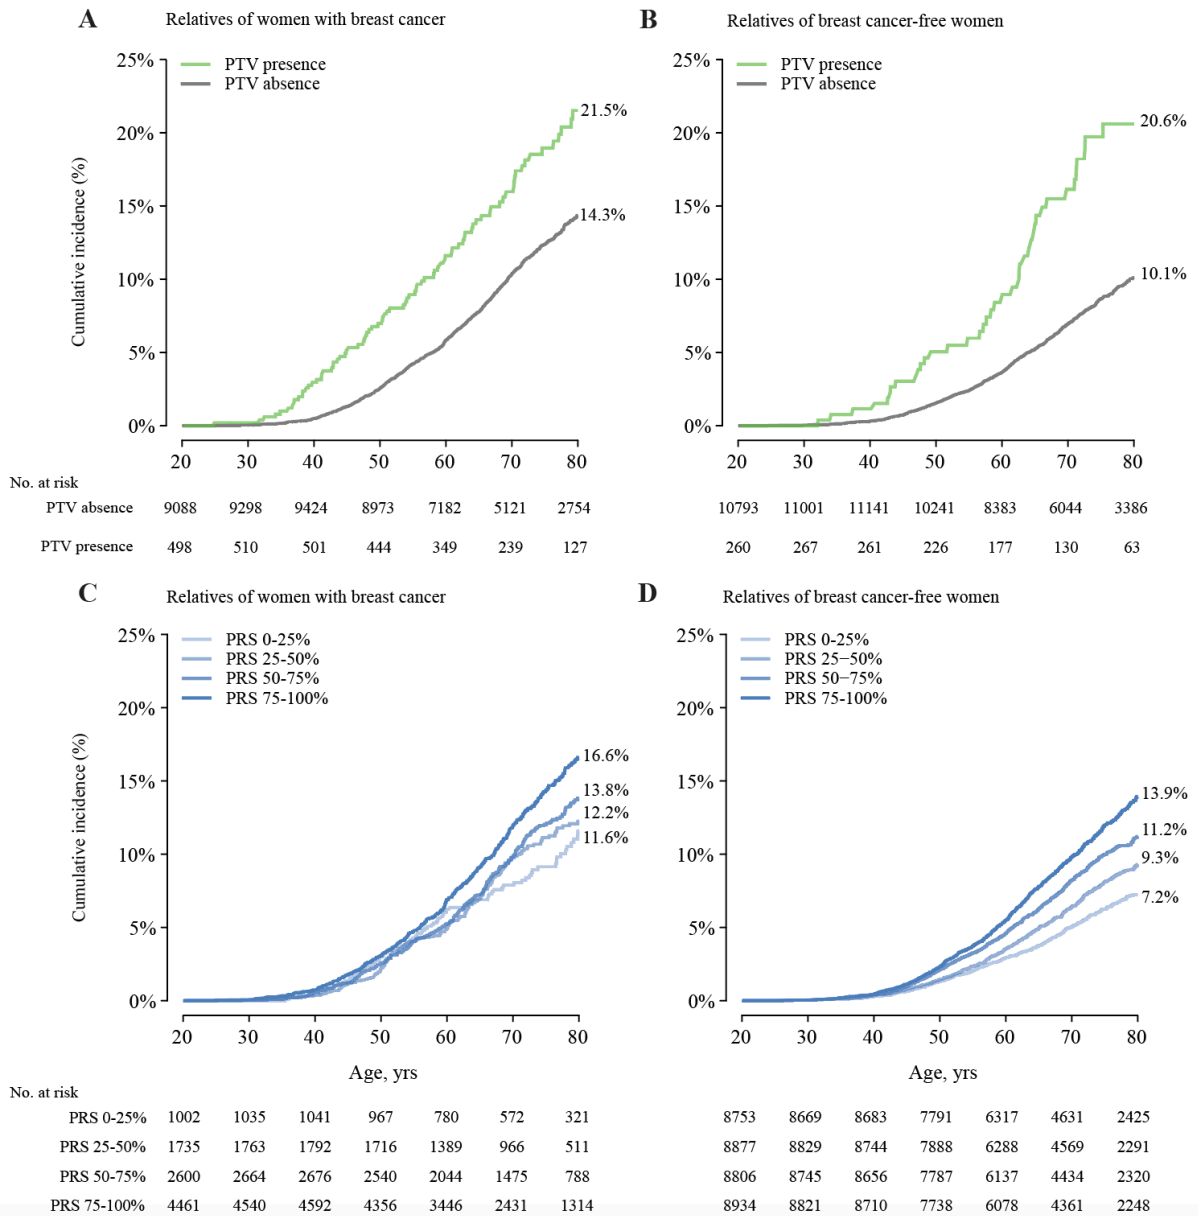 A Relatives of women with breast cancer
25%
20%
15%
10%
5%
0%
Cumulative incidence (%)
PTV presence
PTV absence
21.5%
14.3%
20 30 40 50 60 70 80
B Relatives of breast cancer-free women
25%
20%
15%
10%
5%
0%
PTV presence
PTV absence
20.6%
10.1%
20 30 40 50 60 70 80
No. at risk
PTV absence 9088 9298 9424 8973 7182 5121 2754 10793 11001 11141 10241 8383 6044 3386
PTV presence 498 510 501 444 349 239 127 260 267 261 226 177 130 63
C Relatives of women with breast cancer
25%
20%
15%
10%
5%
0%
Cumulative incidence (%)
PRS 0-25%
PRS 25-50%
PRS 50-75%
PRS 75-100%
16.6%
13.8%
12.2%
11.6%
20 30 40 50 60 70 80
Age, yrs
D Relatives of breast cancer-free women
25%
20%
15%
10%
5%
0%
PRS 0-25%
PRS 25−50%
PRS 50−75%
PRS 75-100%
13.9%
11.2%
9.3%
7.2%
20 30 40 50 60 70 80
Age, yrs
No. at risk
PRS 0-25% 1002 1035 1041 967 780 572 321 8753 8669 8683 7791 6317 4631 2425
PRS 25-50% 1735 1763 1792 1716 1389 966 511 8877 8829 8744 7888 6288 4569 2291
PRS 50-75% 2600 2664 2676 2540 2044 1475 788 8806 8745 8656 7787 6137 4434 2320
PRS 75-100% 4461 4540 4592 4356 3446 2431 1314 8934 8821 8710 7738 6078 4361 2248